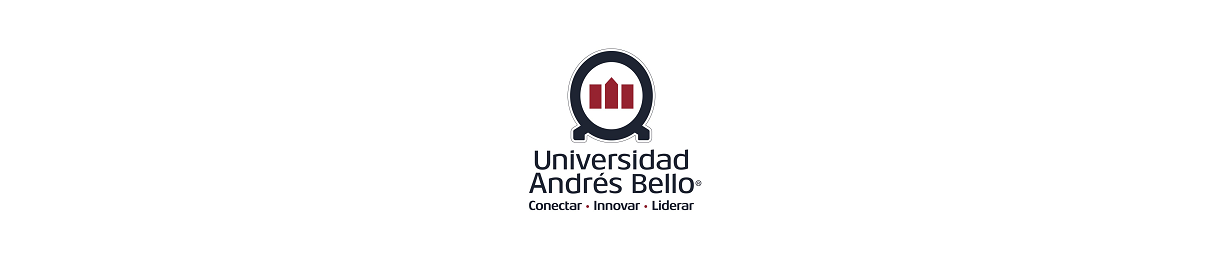 Universidad
Andrés Bello®
Conectar • Innovar • Liderar